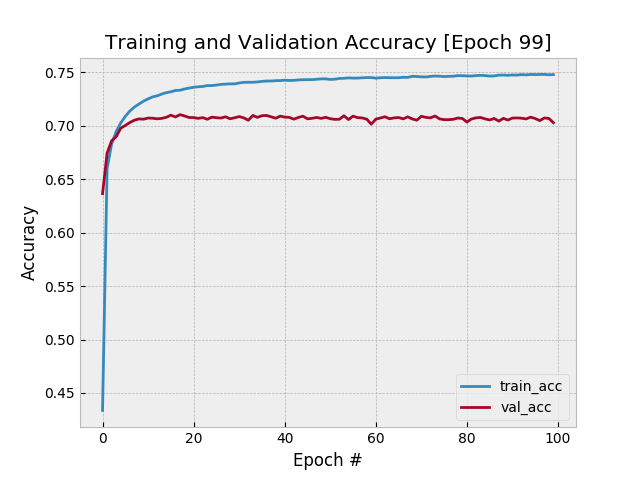 Training and Validation Accuracy [Epoch 99]
0.75
0.70
0.65
0.60
0.55
0.50
0.45
Accuracy
0
20
40
60
80
100
Epoch #
train_acc
val_acc